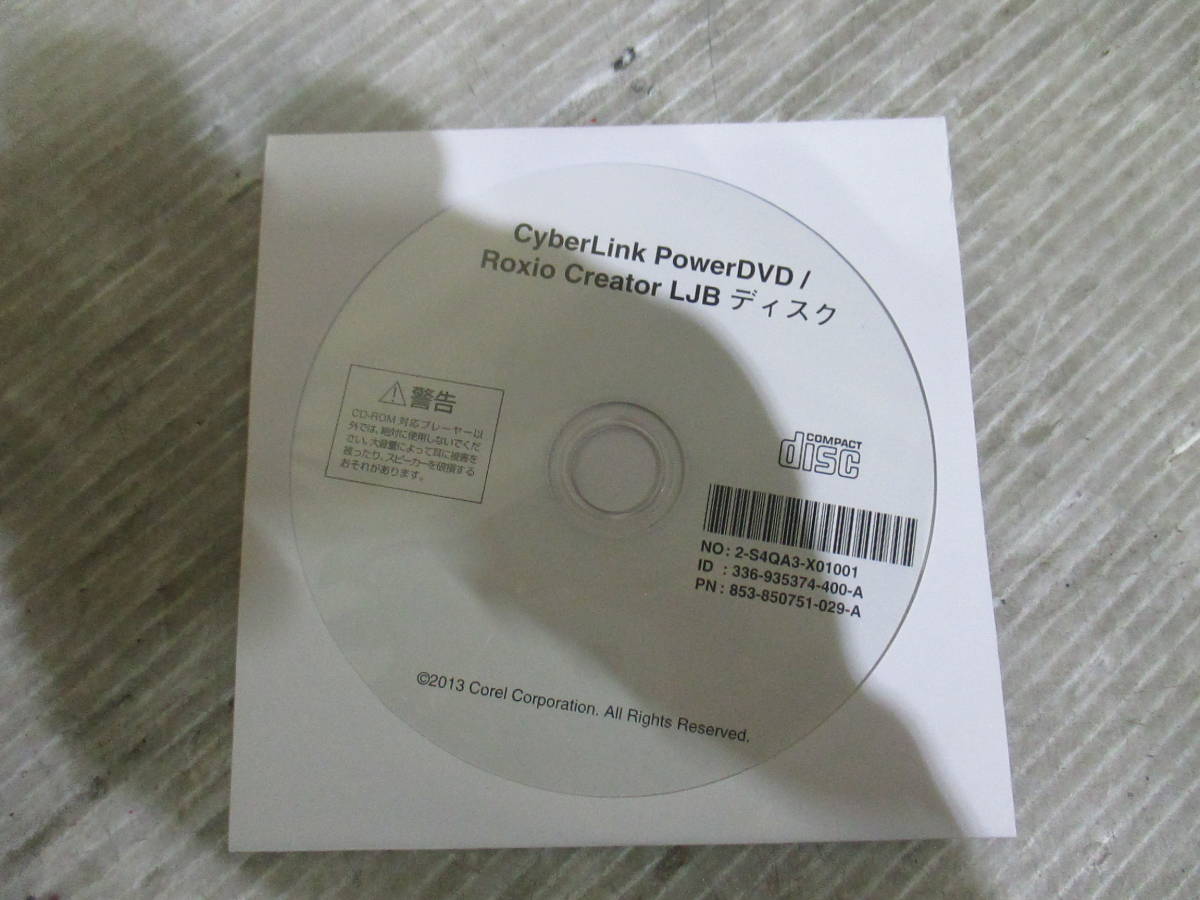 CyberLink PowerDVD /
Roxio Creator LJB ディスク
警告
CD-ROM 対応プレーヤー以
外では、絶対に使用しないでくだ
さい。大音量によって耳に被害を
被ったり、スピーカーを破損する
おそれがあります。
COMPACT
disc
NO : 2-S4QA3-X01001
ID : 336-935374-400-A
PN : 853-850751-029-A
©2013 Corel Corporation. All Rights Reserved.